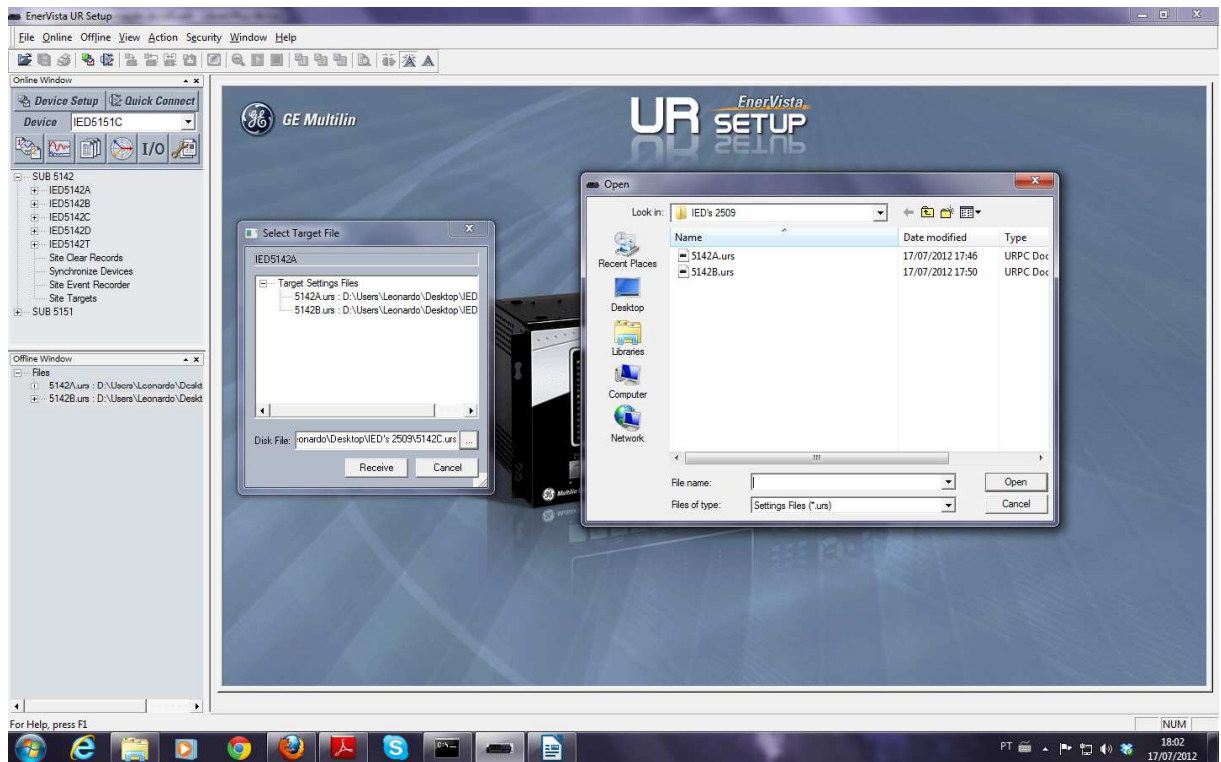 EnerVista UR Setup
File Online Offline View Action Security Window Help
Online Window
Device Setup Quick Connect
Device IED5151C
I/O
SUB 5142
IED5142A
IED5142B
IED5142C
IED5142D
IED5142T
Site Clear Records
Synchronize Devices
Site Event Recorder
Site Targets
SUB 5151
Offline Window
Files
5142A.urs : D:\Users\Leonardo\Deskt
5142B.urs : D:\Users\Leonardo\Deskt
GE Multilin
UR EnerVista
SETUP
Select Target File
IED5142A
Target Settings Files
5142A.urs : D:\Users\Leonardo\Desktop\IED
5142B.urs : D:\Users\Leonardo\Desktop\IED
Disk File: onardo\Desktop\IED's 2509\5142C.urs ...
Receive Cancel
Open
Look in: IED's 2509
Name Date modified Type
5142A.urs 17/07/2012 17:46 URPC Doc
5142B.urs 17/07/2012 17:50 URPC Doc
Recent Places
Desktop
Libraries
Computer
Network
File name: Open
Files of type: Settings Files (*.urs) Cancel
Multilin
For Help, press F1
NUM
PT
18:02
17/07/2012